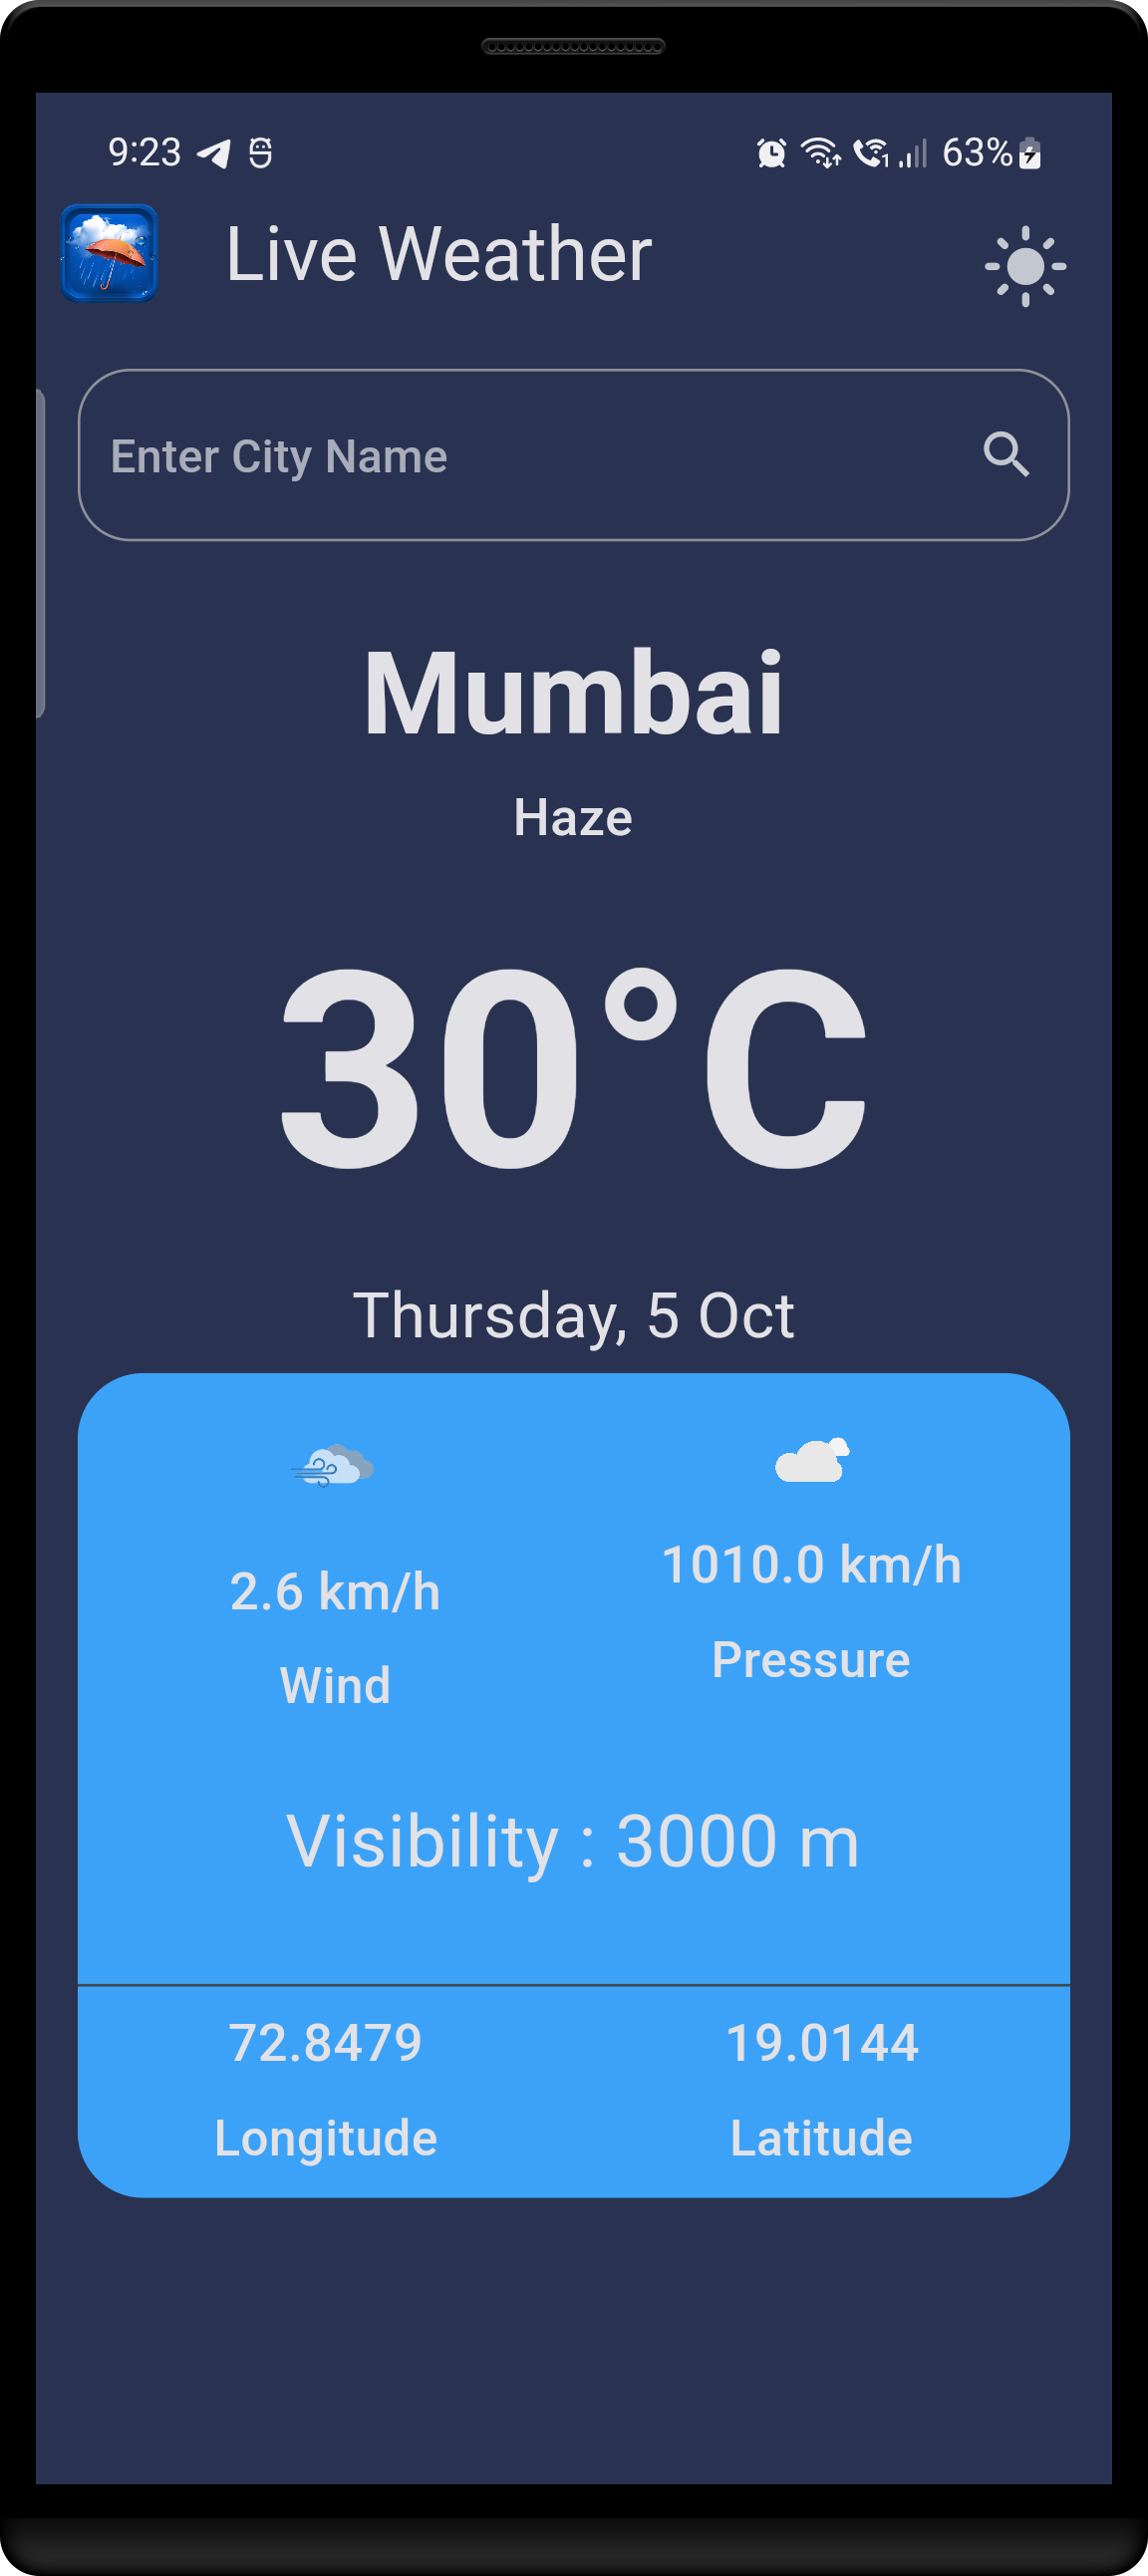 9:23 63%
Live Weather
Enter City Name
Mumbai
Haze
30°C
Thursday, 5 Oct
2.6 km/h
Wind
1010.0 km/h
Pressure
Visibility : 3000 m
72.8479
Longitude
19.0144
Latitude